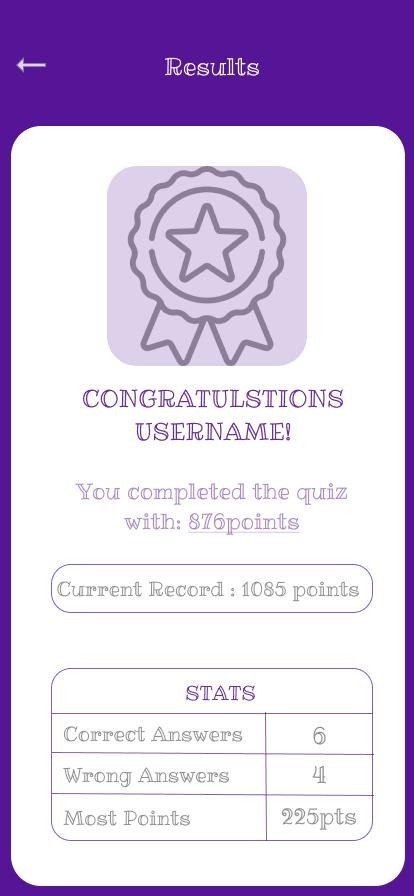 Results
CONGRATULSTIONS
USERNAME!
You completed the quiz
with: 876points
Current Record : 1085 points
STATS
Correct Answers 6
Wrong Answers 4
Most Points 225pts